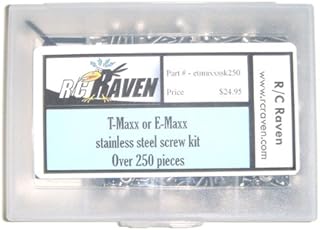 RC RAVEN
Part # - etmaxxssk250
Price $24.95
T-Maxx or E-Maxx
stainless steel screw kit
Over 250 pieces
R/C Raven
www.rcraven.com